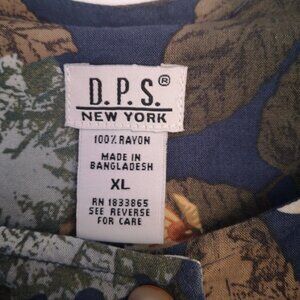 D.P.S.®
NEW YORK
100% RAYON
MADE IN
BANGLADESH
XL
RN 1833865
SEE REVERSE
FOR CARE